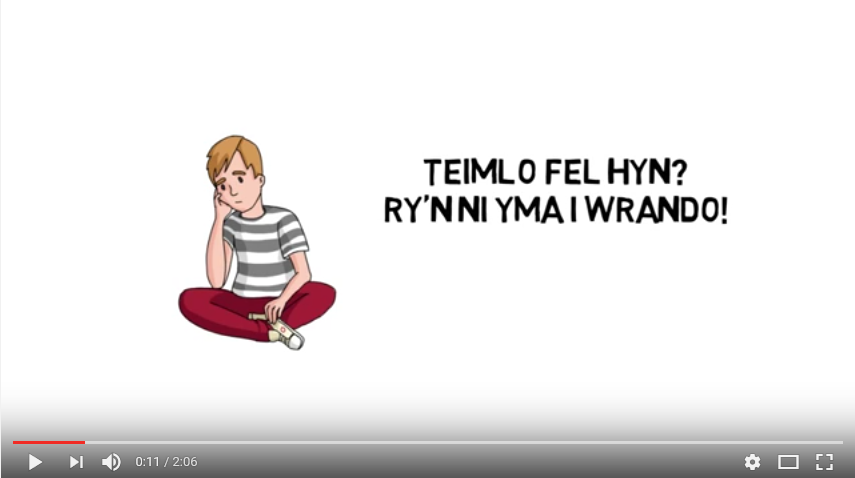 TEIMLO FEL HYN?
RY'N NI YMA I WRANDO!
0:11 / 2:06